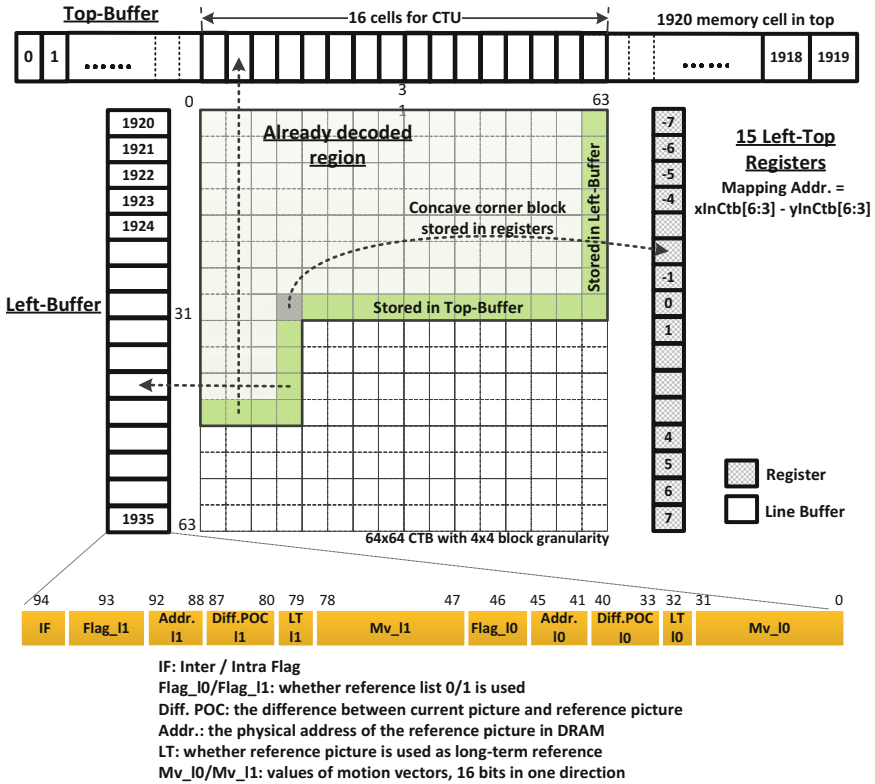 Top-Buffer
16 cells for CTU
1920 memory cell in top
0
1
......
......
1918
1919
0
3
1
63
1920
1921
1922
1923
1924
1935
Left-Buffer
31
63
Already decoded
region
Concave corner block
stored in registers
Stored in Left-Buffer
Stored in Top-Buffer
64x64 CTB with 4x4 block granularity
-7
-6
-5
-4
-1
0
1
4
5
6
7
15 Left-Top
Registers
Mapping Addr. =
xInCtb[6:3] - yInCtb[6:3]
Register
Line Buffer
94 93 92 88 87 80 79 78 47 46 45 41 40 33 32 31 0
IF Flag_l1 Addr. l1 Diff.POC l1 LT l1 Mv_l1 Flag_l0 Addr. l0 Diff.POC l0 LT l0 Mv_l0
IF: Inter / Intra Flag
Flag_l0/Flag_l1: whether reference list 0/1 is used
Diff. POC: the difference between current picture and reference picture
Addr.: the physical address of the reference picture in DRAM
LT: whether reference picture is used as long-term reference
Mv_l0/Mv_l1: values of motion vectors, 16 bits in one direction